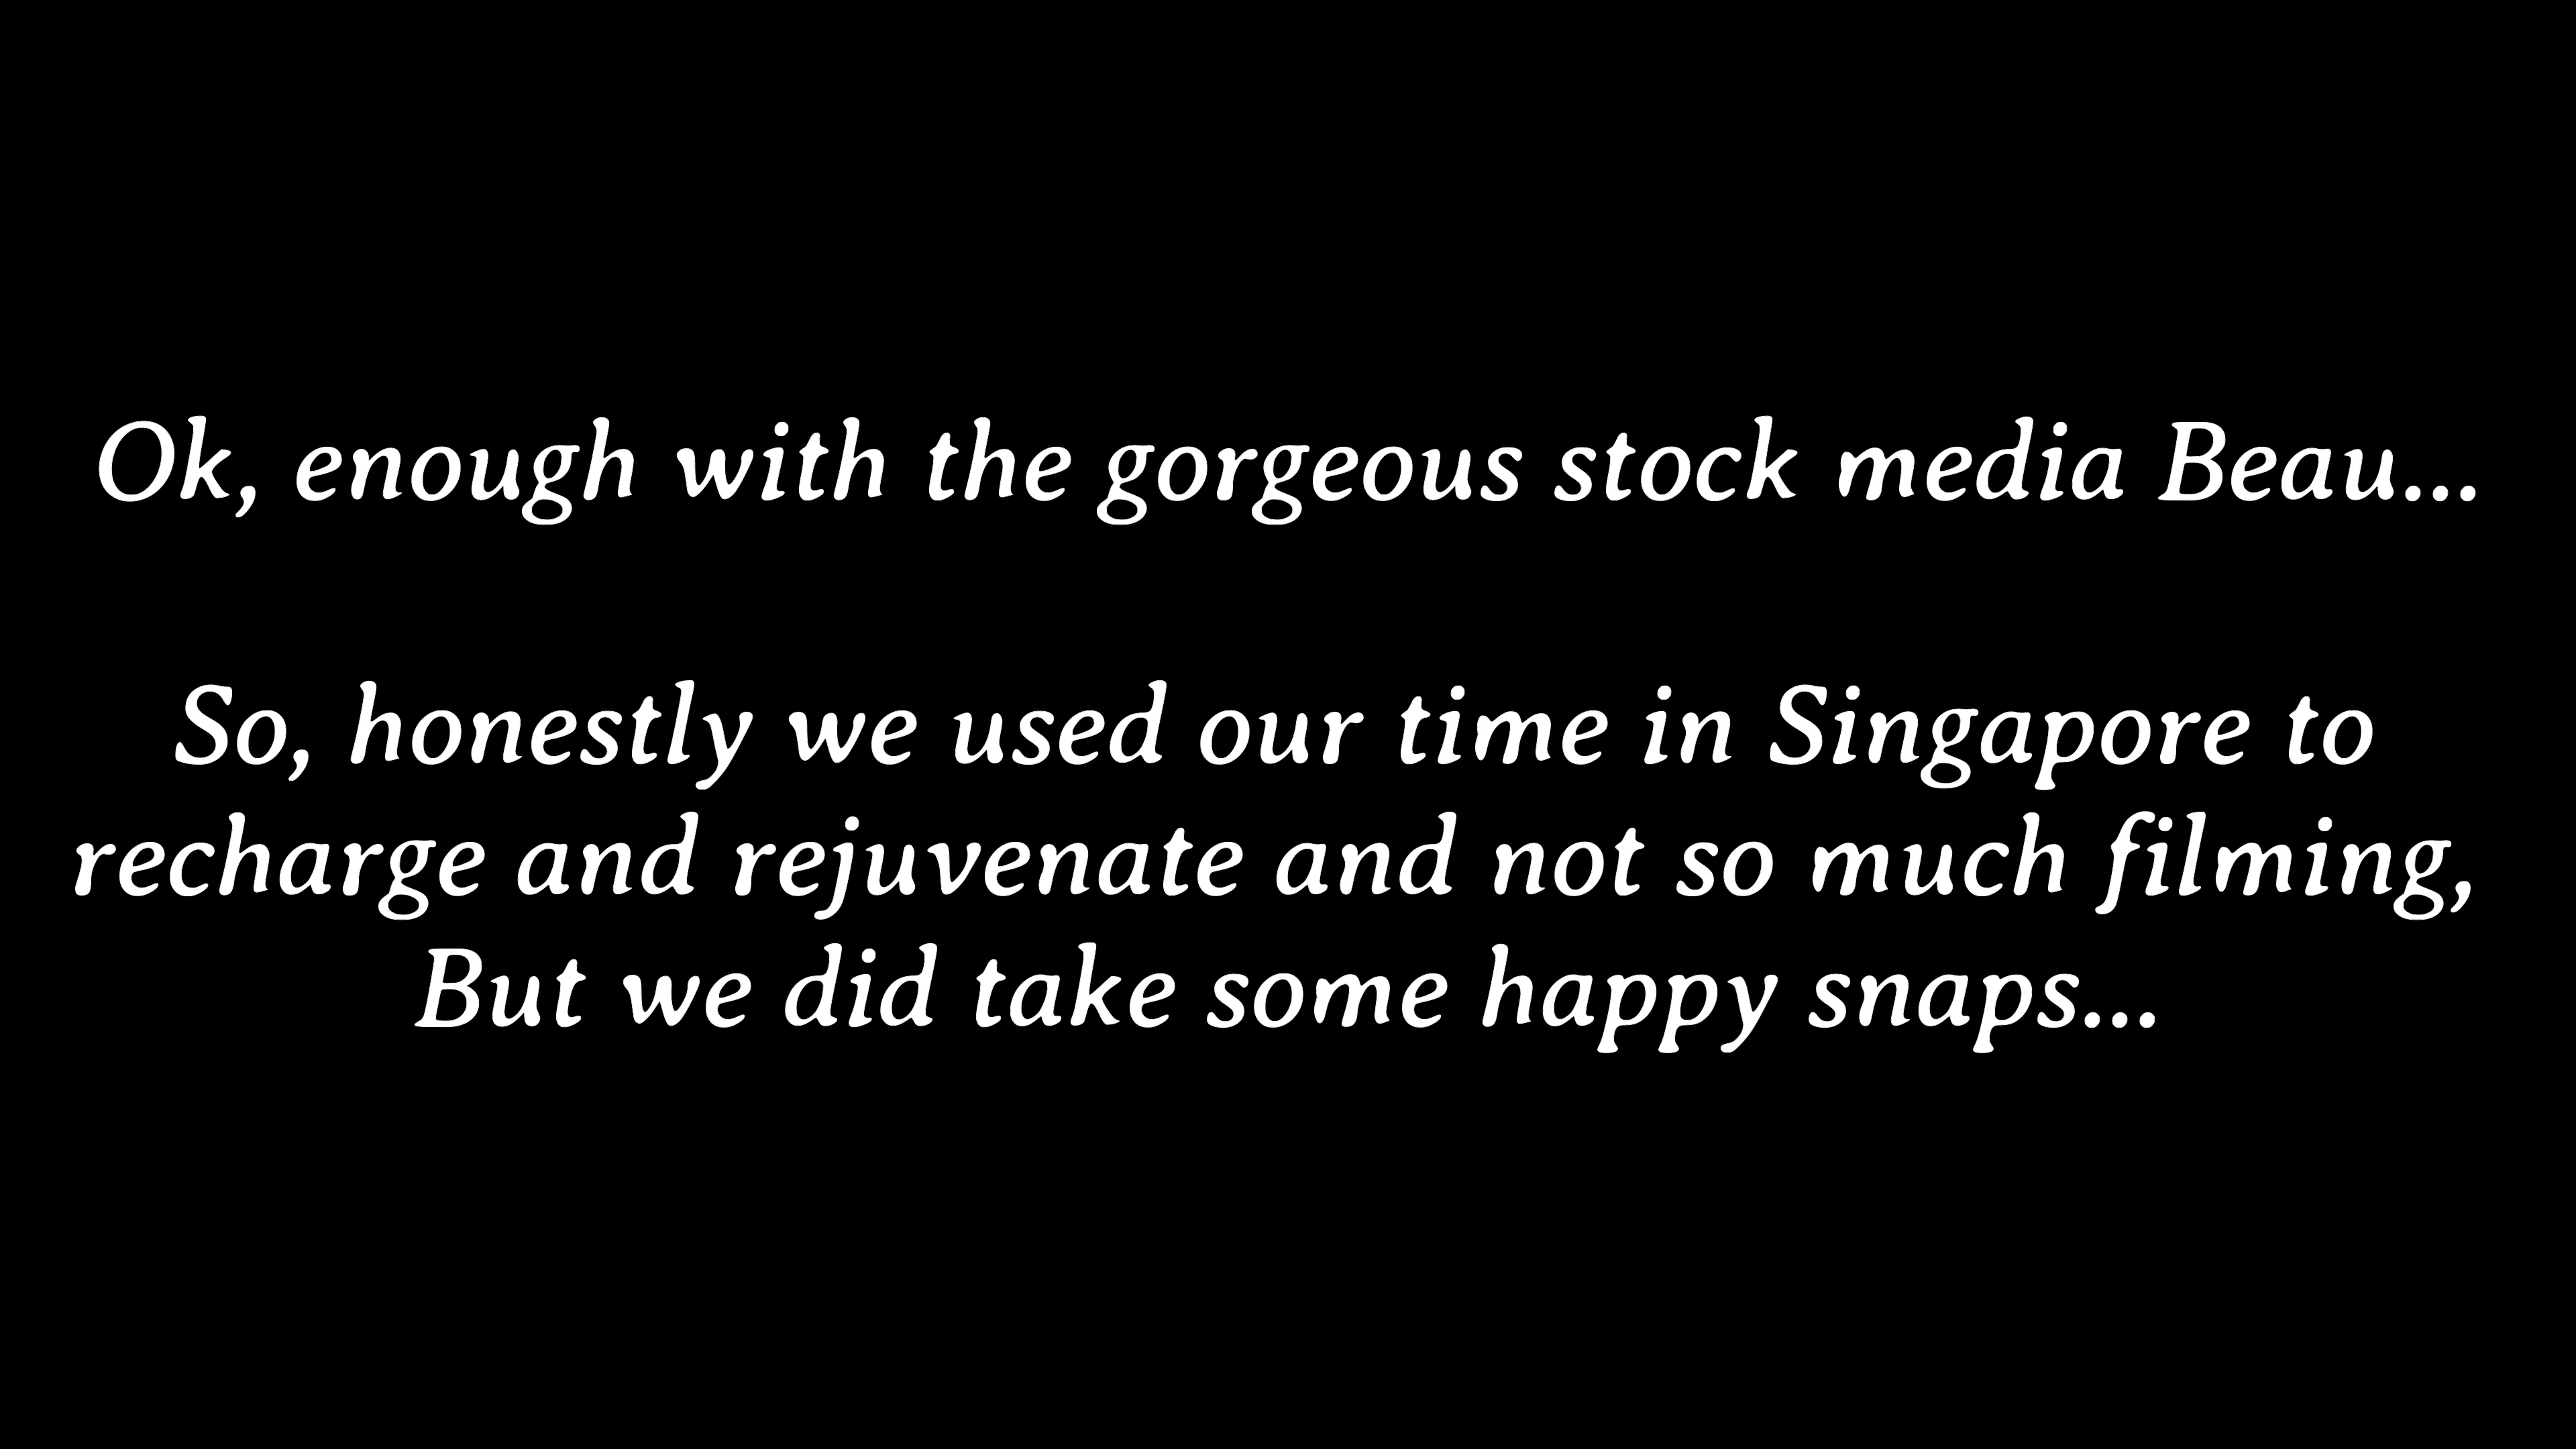 Ok, enough with the gorgeous stock media Beau...
So, honestly we used our time in Singapore to
recharge and rejuvenate and not so much filming,
But we did take some happy snaps...